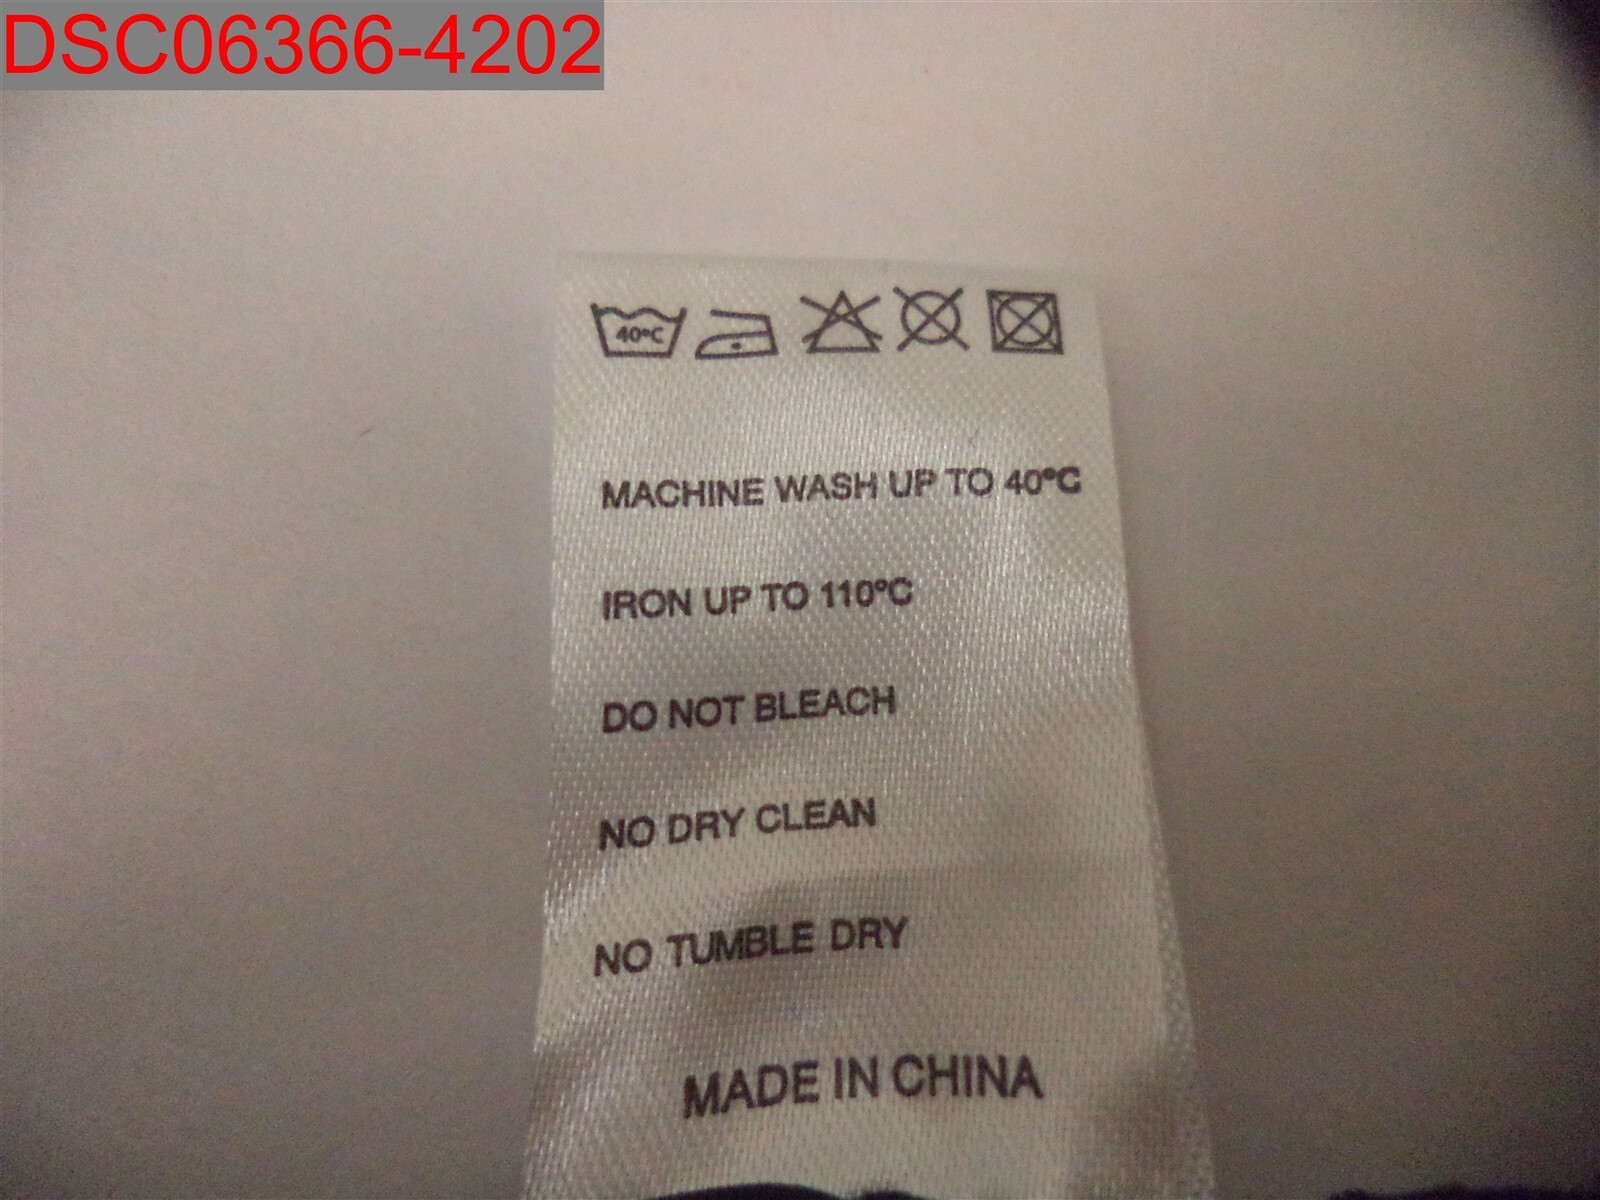 DSC06366-4202
40°C
MACHINE WASH UP TO 40°C
IRON UP TO 110°C
DO NOT BLEACH
NO DRY CLEAN
NO TUMBLE DRY
MADE IN CHINA